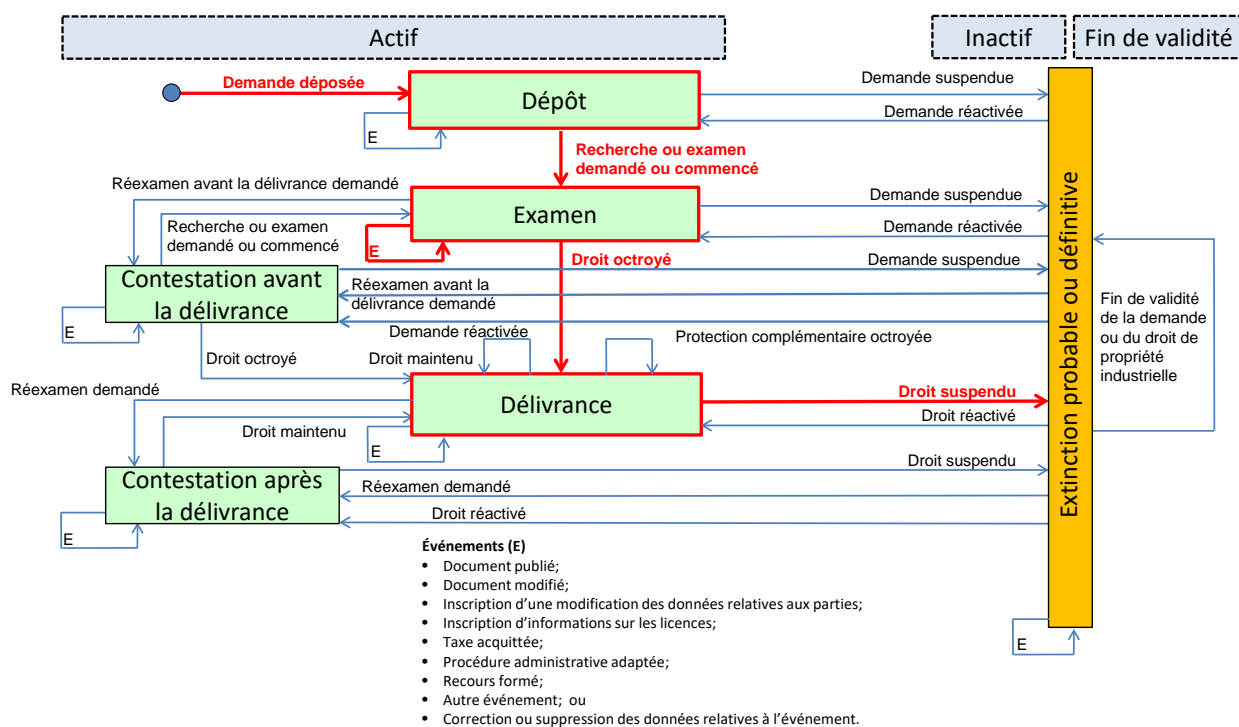 Actif
Inactif
Fin de validité
Demande déposée
Dépôt
Demande suspendue
Demande réactivée
E
Recherche ou examen
demandé ou commencé
Réexamen avant la délivrance demandé
Examen
Demande suspendue
Demande réactivée
Recherche ou examen
demandé ou commencé
E
Droit octroyé
Contestation avant
la délivrance
Demande suspendue
Réexamen avant la
délivrance demandé
E
Demande réactivée
Protection complémentaire octroyée
Droit octroyé
Droit maintenu
Fin de validité
de la demande
ou du droit de
propriété
industrielle
Extinction probable ou définitive
Réexamen demandé
Délivrance
Droit suspendu
Droit réactivé
Droit maintenu
E
Contestation après
la délivrance
Droit suspendu
Réexamen demandé
Droit réactivé
E
Événements (E)
• Document publié;
• Document modifié;
• Inscription d’une modification des données relatives aux parties;
• Inscription d’informations sur les licences;
• Taxe acquittée;
• Procédure administrative adaptée;
• Recours formé;
• Autre événement; ou
• Correction ou suppression des données relatives à l’événement.
E